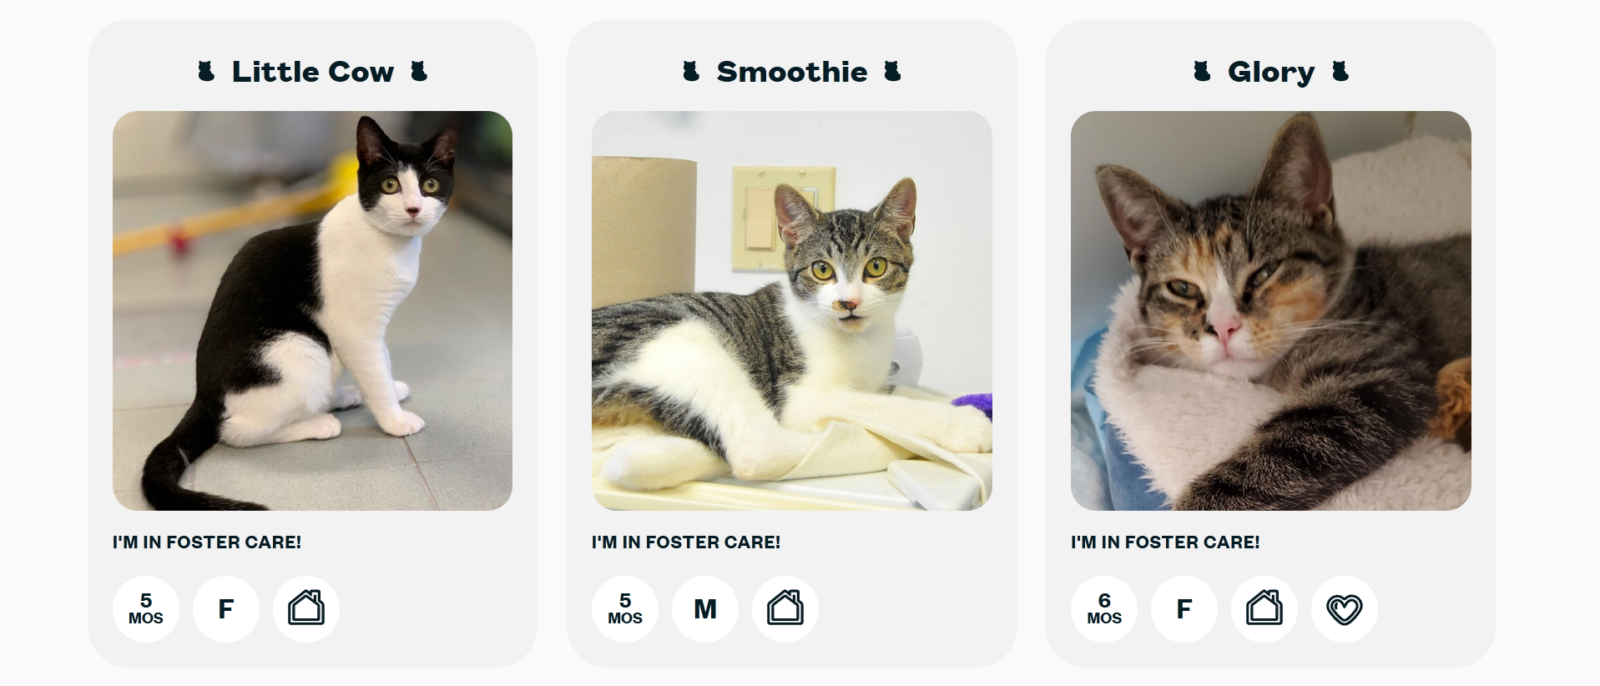 Little Cow
I'M IN FOSTER CARE!
5
MOS
F
Smoothie
I'M IN FOSTER CARE!
5
MOS
M
Glory
I'M IN FOSTER CARE!
6
MOS
F